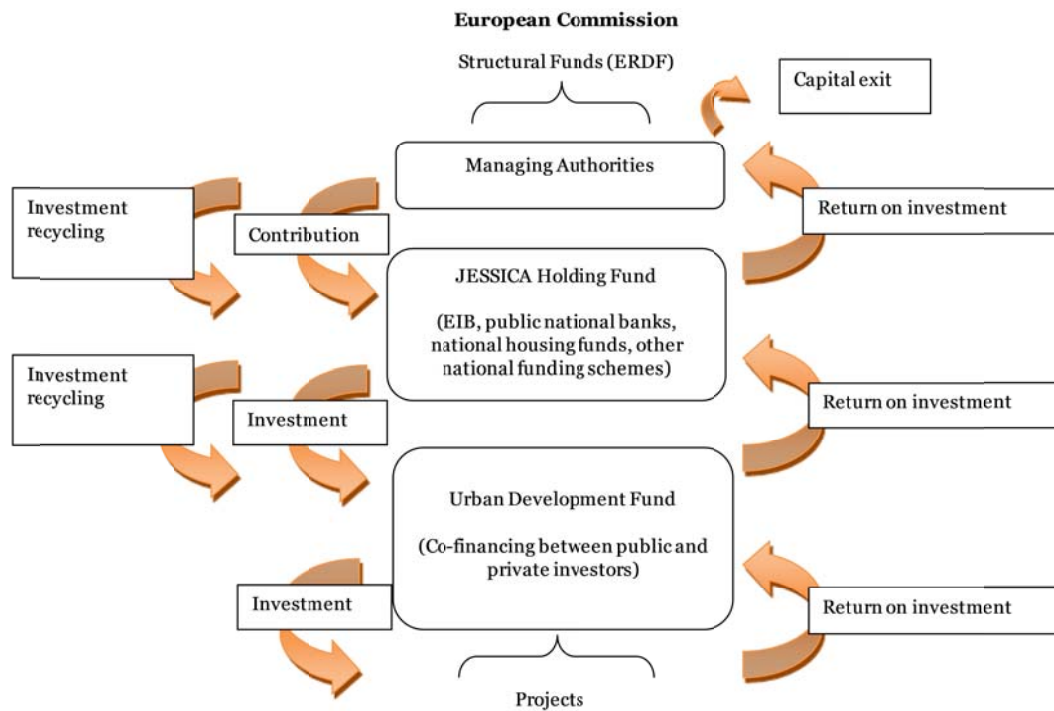 European Commission
Structural Funds (ERDF)
Capital exit
Managing Authorities
Investment
recycling
Contribution
Return on investment
JESSICA Holding Fund
(EIB, public national banks,
national housing funds, other
national funding schemes)
Investment
recycling
Investment
Return on investment
Urban Development Fund
(Co-financing between public and
private investors)
Investment
Return on investment
Projects